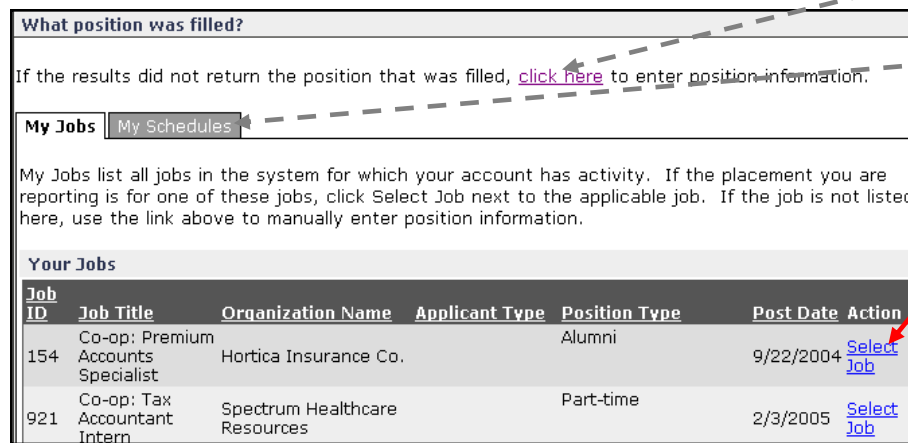 What position was filled?
If the results did not return the position that was filled, click here to enter position information.
My Jobs My Schedules
My Jobs list all jobs in the system for which your account has activity. If the placement you are
reporting is for one of these jobs, click Select Job next to the applicable job. If the job is not listed
here, use the link above to manually enter position information.
Your Jobs
Job
ID Job Title Organization Name Applicant Type Position Type Post Date Action
Co-op: Premium Alumni
154 Accounts Hortica Insurance Co. 9/22/2004 Select
Specialist Job
Co-op: Tax Part-time
921 Accountant Spectrum Healthcare 2/3/2005 Select
Intern Resources Job